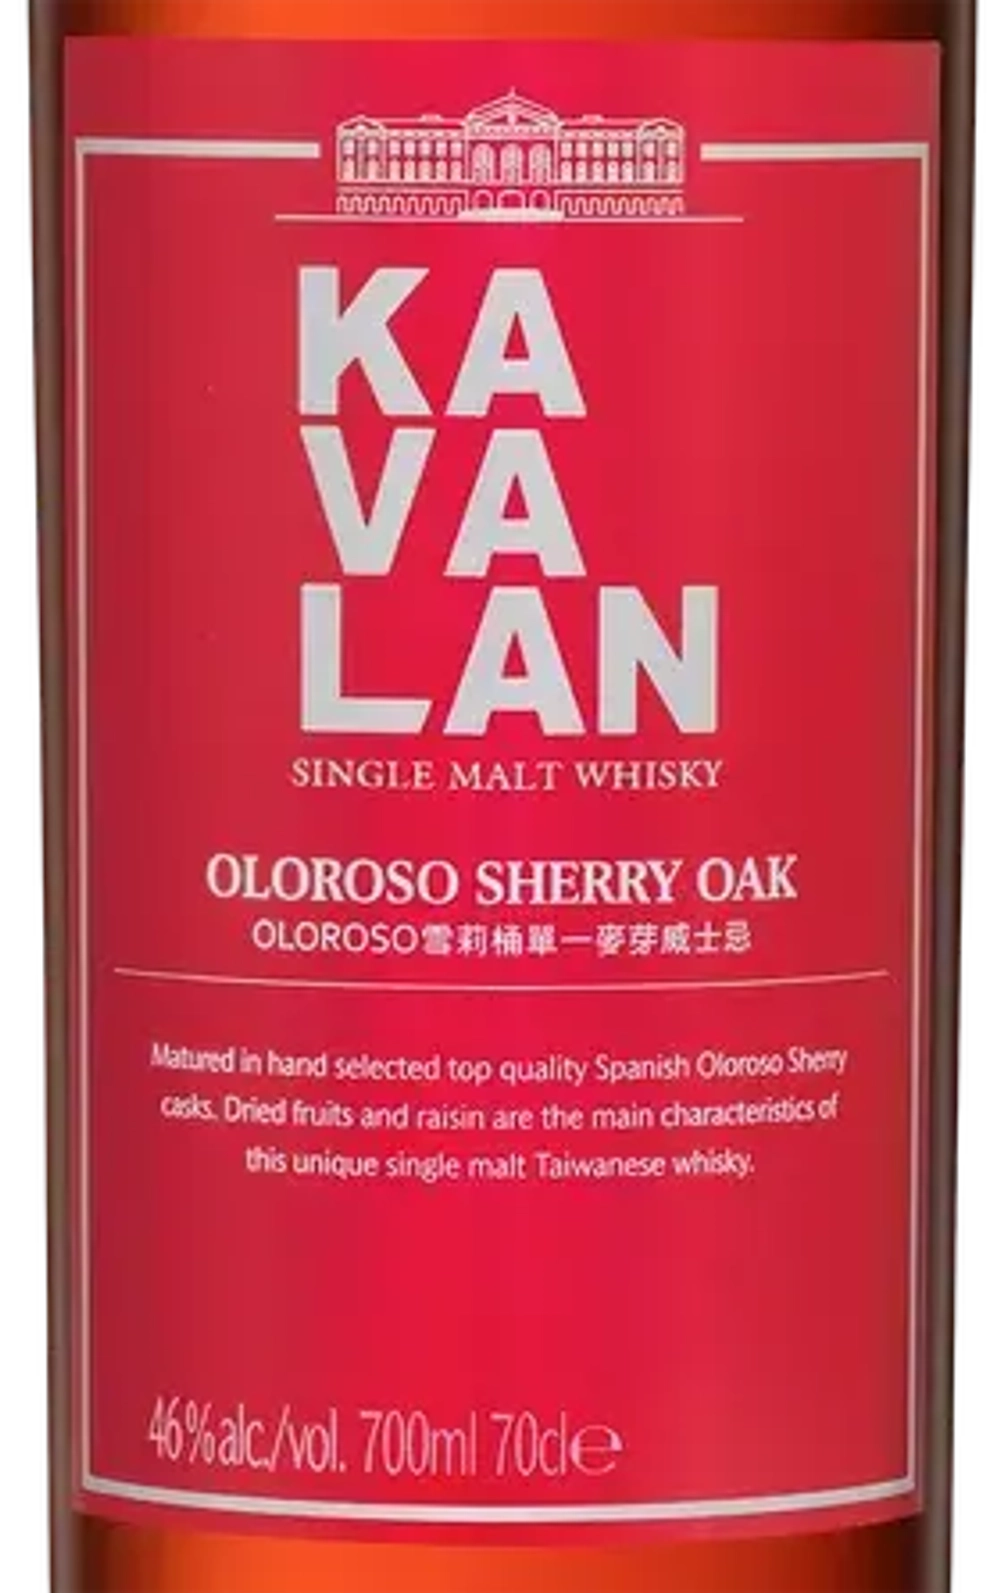 KA
VA
LAN
SINGLE MALT WHISKY
OLOROSO SHERRY OAK
OLOROSO雪莉桶單一麥芽威士忌
Matured in hand selected top quality Spanish Oloroso Sherry
casks. Dried fruits and raisin are the main characteristics of
this unique single malt Taiwanese whisky.
46%alc./vol. 700ml 70cl℮